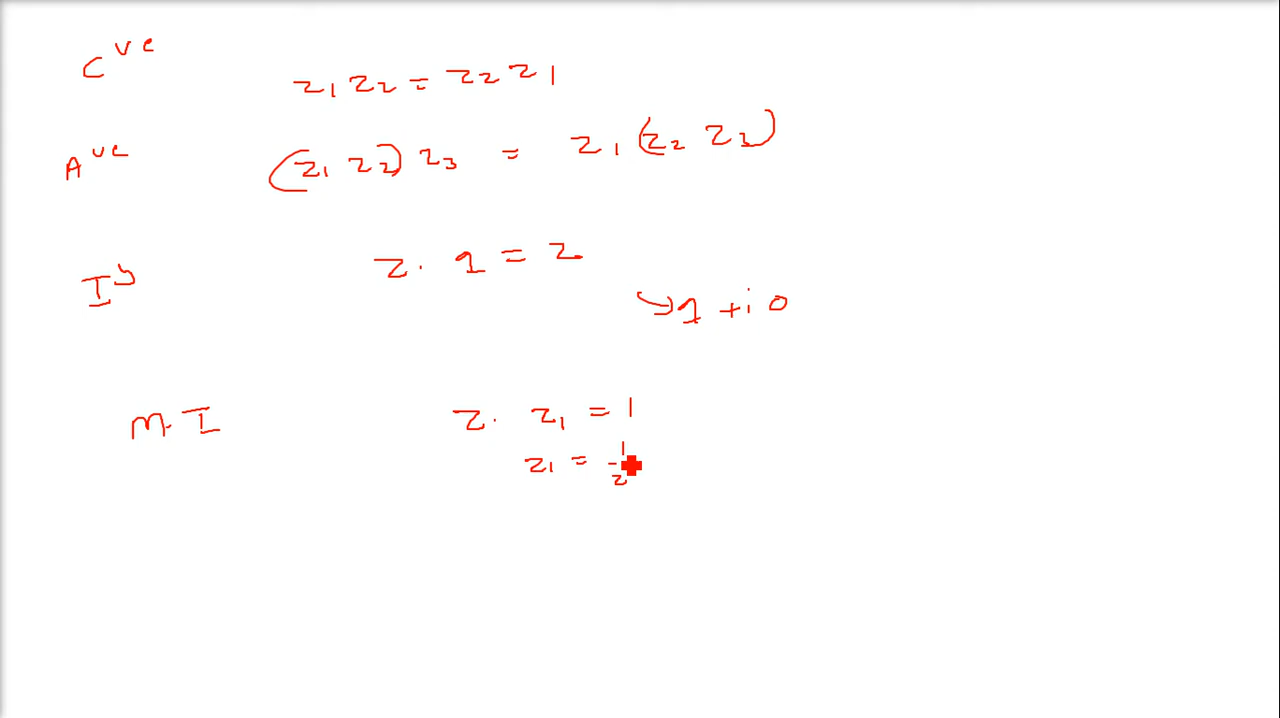 C^ve z₁z₂ = z₂z₁
A^ve (z₁z₂)z₃ = z₁(z₂z₃)
I^y z. 1 = z
↘1 + i0
M. I z. z₁ = 1
z₁ = 1/z